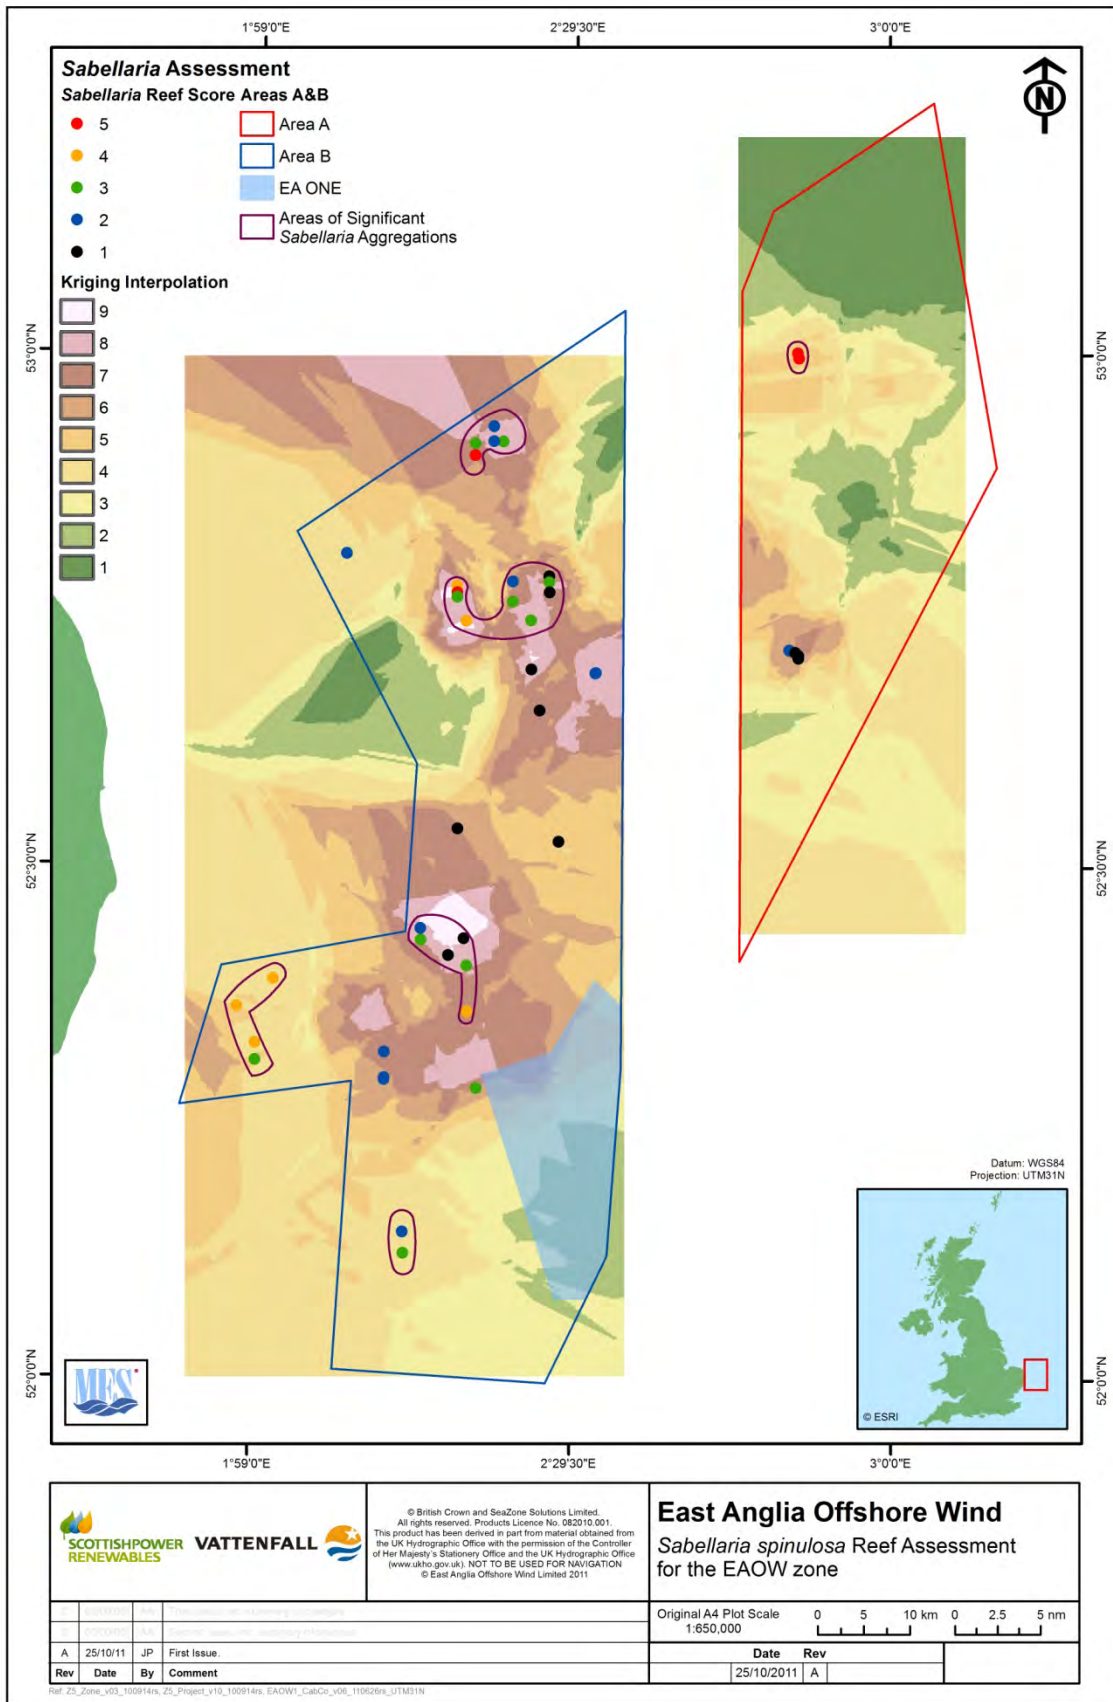 1°59'0"E
2°29'30"E
3°0'0"E
Sabellaria Assessment
Sabellaria Reef Score Areas A&B
5
4
3
2
1
Area A
Area B
EA ONE
Areas of Significant
Sabellaria Aggregations
Kriging Interpolation
9
8
7
6
5
4
3
2
1
N
53°0'0"N
53°0'0"N
52°30'0"N
52°30'0"N
52°0'0"N
52°0'0"N
Datum: WGS84
Projection: UTM31N
© ESRI
MES
1°59'0"E
2°29'30"E
3°0'0"E
SCOTTISHPOWER
RENEWABLES
VATTENFALL
© British Crown and SeaZone Solutions Limited.
All rights reserved. Products Licence No. 082010.001.
This product has been derived in part from material obtained from
the UK Hydrographic Office with the permission of the Controller
of Her Majesty's Stationery Office and the UK Hydrographic Office
(www.ukho.gov.uk). NOT TO BE USED FOR NAVIGATION
© East Anglia Offshore Wind Limited 2011
East Anglia Offshore Wind
Sabellaria spinulosa Reef Assessment
for the EAOW zone
Original A4 Plot Scale
1:650,000
0 5 10 km
0 2.5 5 nm
A 25/10/11 JP First Issue.
Rev Date By Comment
Date Rev
25/10/2011 A
Ref: Z5_Zone_v03_100914rs, Z5_Project_v10_100914rs, EAOW1_CabCo_v06_110626rs_UTM31N